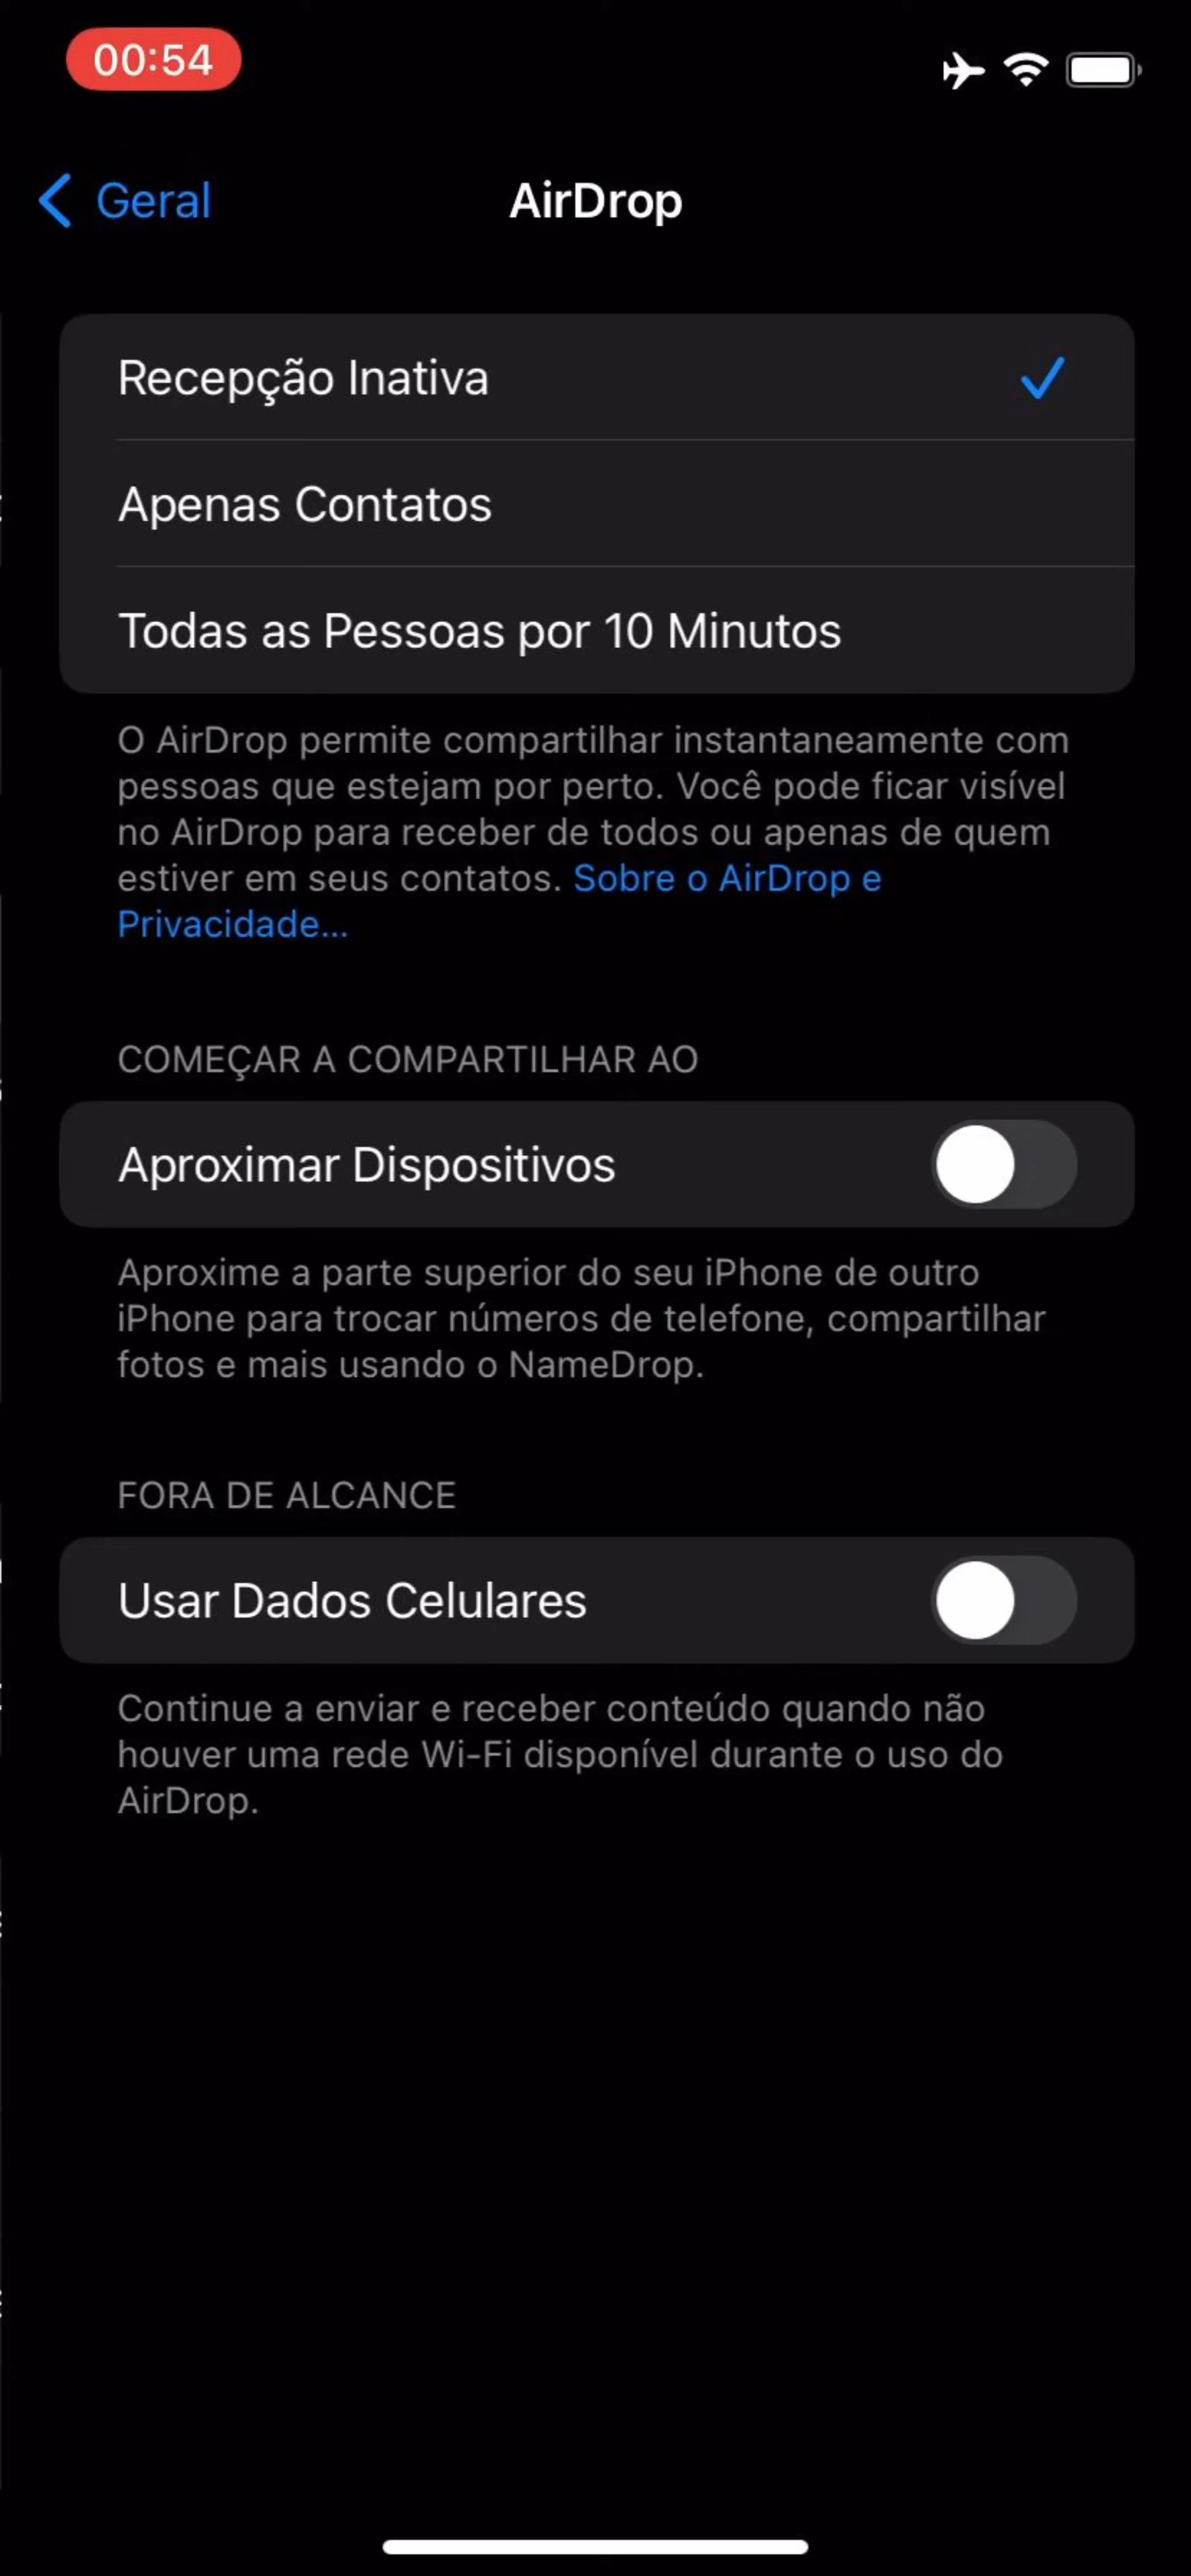 00:54
Geral
AirDrop
Recepção Inativa
Apenas Contatos
Todas as Pessoas por 10 Minutos
O AirDrop permite compartilhar instantaneamente com
pessoas que estejam por perto. Você pode ficar visível
no AirDrop para receber de todos ou apenas de quem
estiver em seus contatos. Sobre o AirDrop e
Privacidade...
COMEÇAR A COMPARTILHAR AO
Aproximar Dispositivos
Aproxime a parte superior do seu iPhone de outro
iPhone para trocar números de telefone, compartilhar
fotos e mais usando o NameDrop.
FORA DE ALCANCE
Usar Dados Celulares
Continue a enviar e receber conteúdo quando não
houver uma rede Wi-Fi disponível durante o uso do
AirDrop.